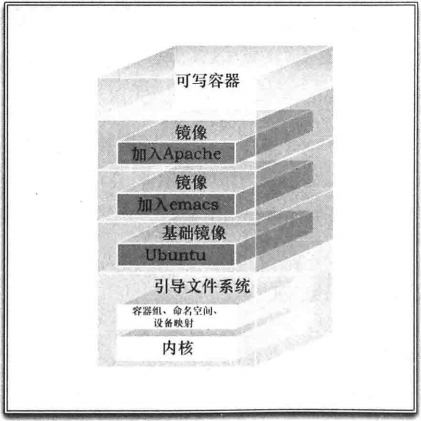 可写容器
镜像
加入Apache
镜像
加入emacs
基础镜像
Ubuntu
引导文件系统
容器组、命名空间、
设备映射
内核